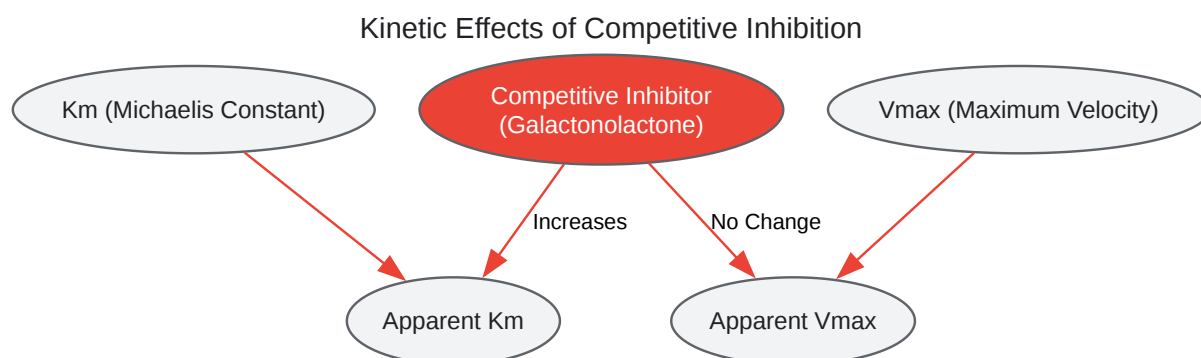 Kinetic Effects of Competitive Inhibition
Km (Michaelis Constant)
Competitive Inhibitor
(Galactonolactone)
Vmax (Maximum Velocity)
Increases
No Change
Apparent Km
Apparent Vmax